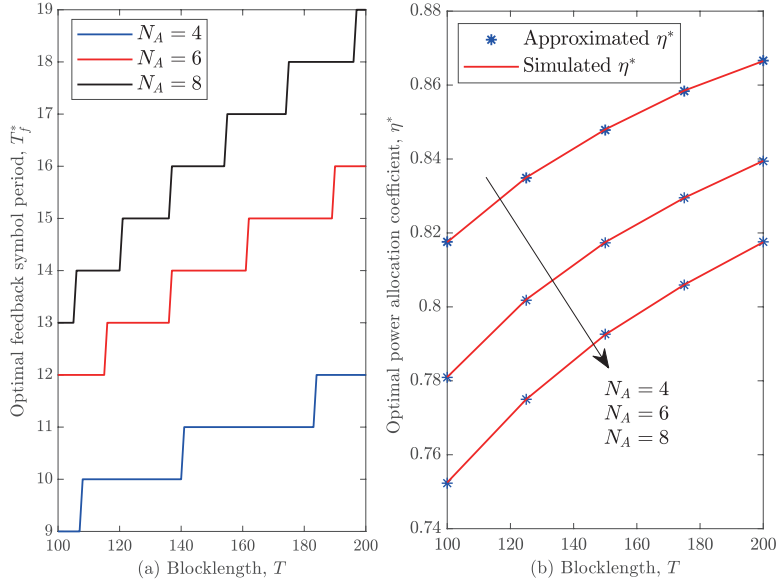 Optimal feedback symbol period, T_f^*
19
18
17
16
15
14
13
12
11
10
9
N_A = 4
N_A = 6
N_A = 8
100
120
140
160
180
200
(a) Blocklength, T
Optimal power allocation coefficient, η*
0.88
0.86
0.84
0.82
0.8
0.78
0.76
0.74
Approximated η*
Simulated η*
N_A = 4
N_A = 6
N_A = 8
100
120
140
160
180
200
(b) Blocklength, T